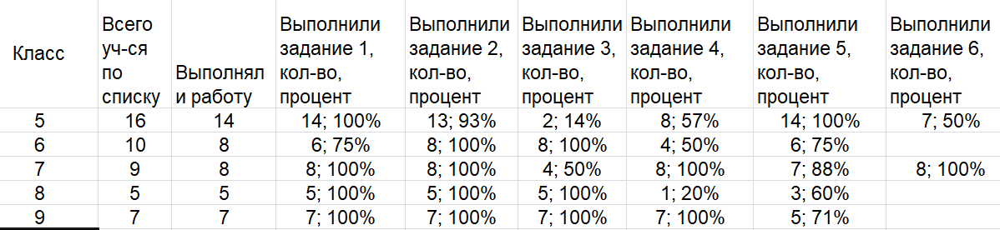 Класс Всего уч-ся по списку Выполнял и работу Выполнили задание 1, кол-во, процент Выполнили задание 2, кол-во, процент Выполнили задание 3, кол-во, процент Выполнили задание 4, кол-во, процент Выполнили задание 5, кол-во, процент Выполнили задание 6, кол-во, процент
5 16 14 14; 100% 13; 93% 2; 14% 8; 57% 14; 100% 7; 50%
6 10 8 6; 75% 8; 100% 8; 100% 4; 50% 6; 75%
7 9 8 8; 100% 8; 100% 4; 50% 8; 100% 7; 88% 8; 100%
8 5 5 5; 100% 5; 100% 5; 100% 1; 20% 3; 60%
9 7 7 7; 100% 7; 100% 7; 100% 7; 100% 5; 71%